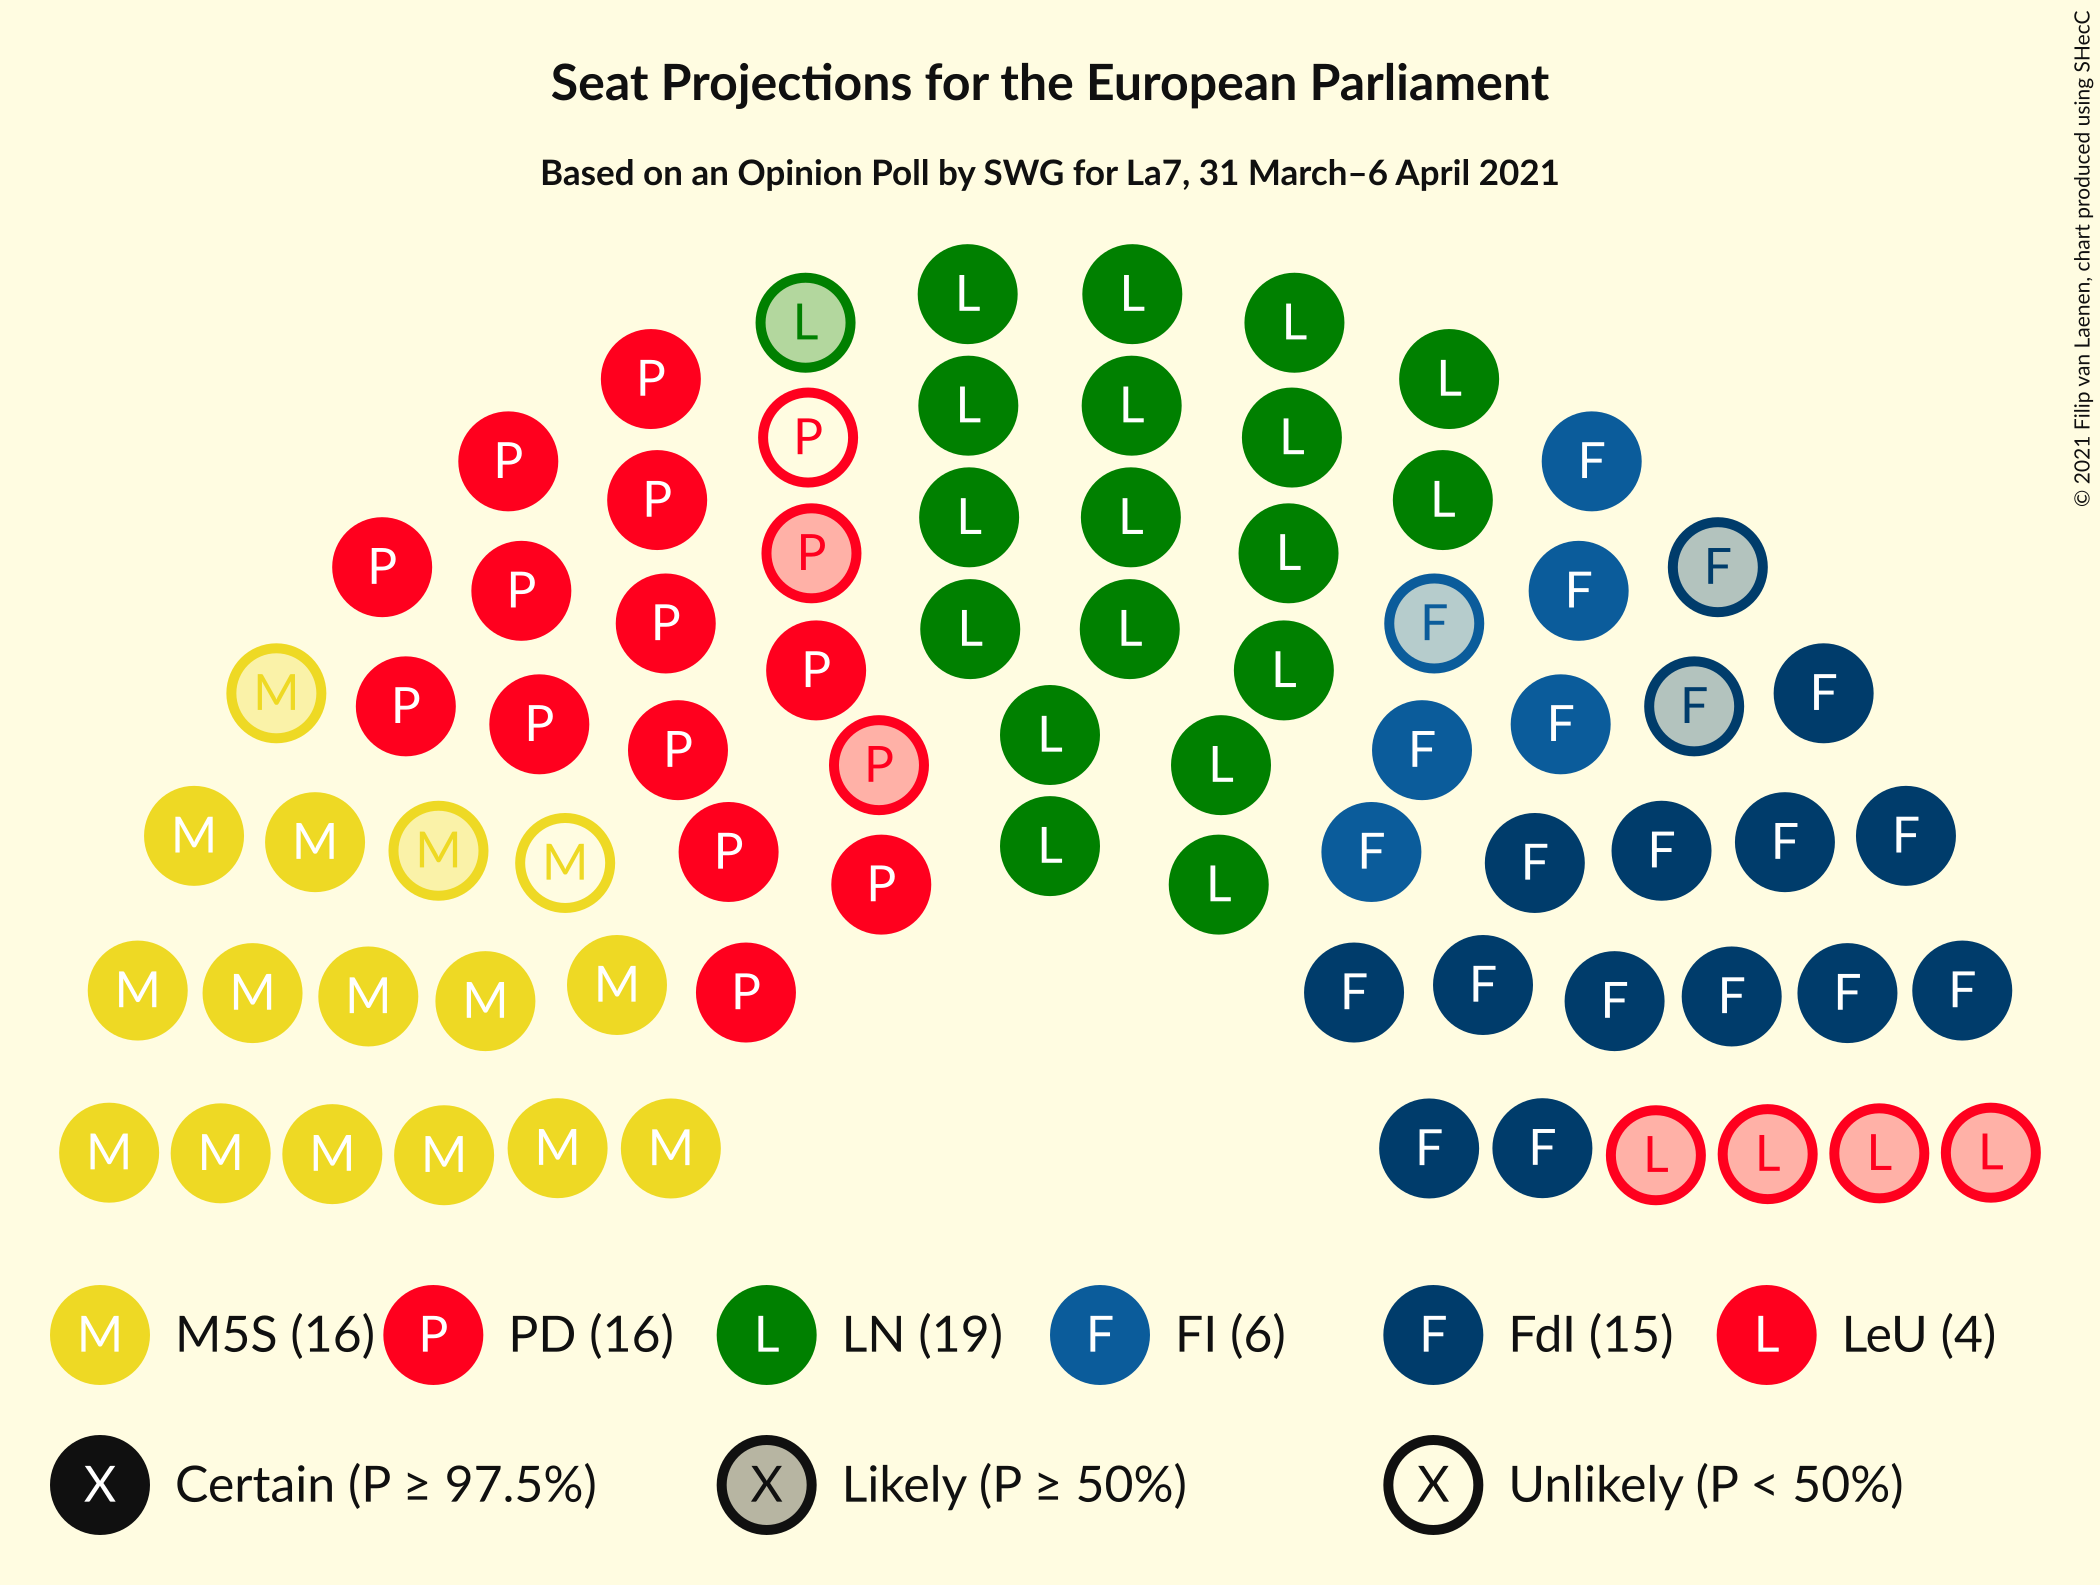 Seat Projections for the European Parliament
Based on an Opinion Poll by SWG for La7, 31 March–6 April 2021
© 2021 Filip van Laenen, chart produced using SHecC
L L
L L
P L
L L
P L
P F
L
P L
L L
P F
P F
L L
P F
P F
L L
P L
M F
P F
P F
L
P F
P L
M F
M F
L
M F
P F
M F
P L
M F
M F
P F
M F
M F
M F
M M F F
M M M M F F L L L L
M M5S (16) P PD (16) L LN (19) F FI (6) F FdI (15) L LeU (4)
X Certain (P ≥ 97.5%) X Likely (P ≥ 50%) X Unlikely (P < 50%)